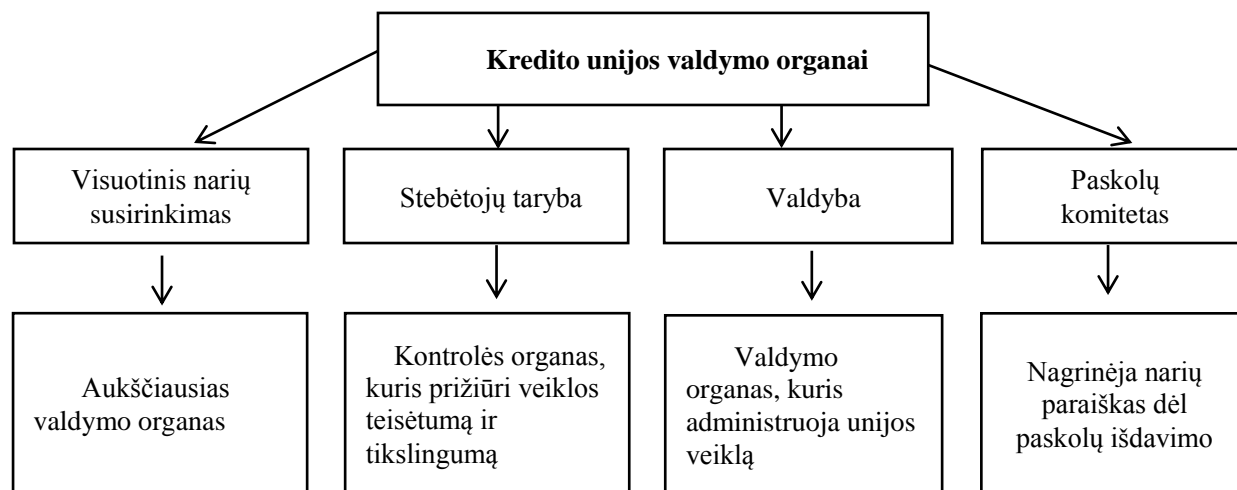 Kredito unijos valdymo organai
Visuotinis narių
susirinkimas
Stebėtojų taryba
Valdyba
Paskolų
komitetas
Aukščiausias
valdymo organas
Kontrolės organas,
kuris prižiūri veiklos
teisėtumą ir
tikslingumą
Valdymo
organas, kuris
administruoja unijos
veiklą
Nagrinėja narių
paraiškas dėl
paskolų išdavimo